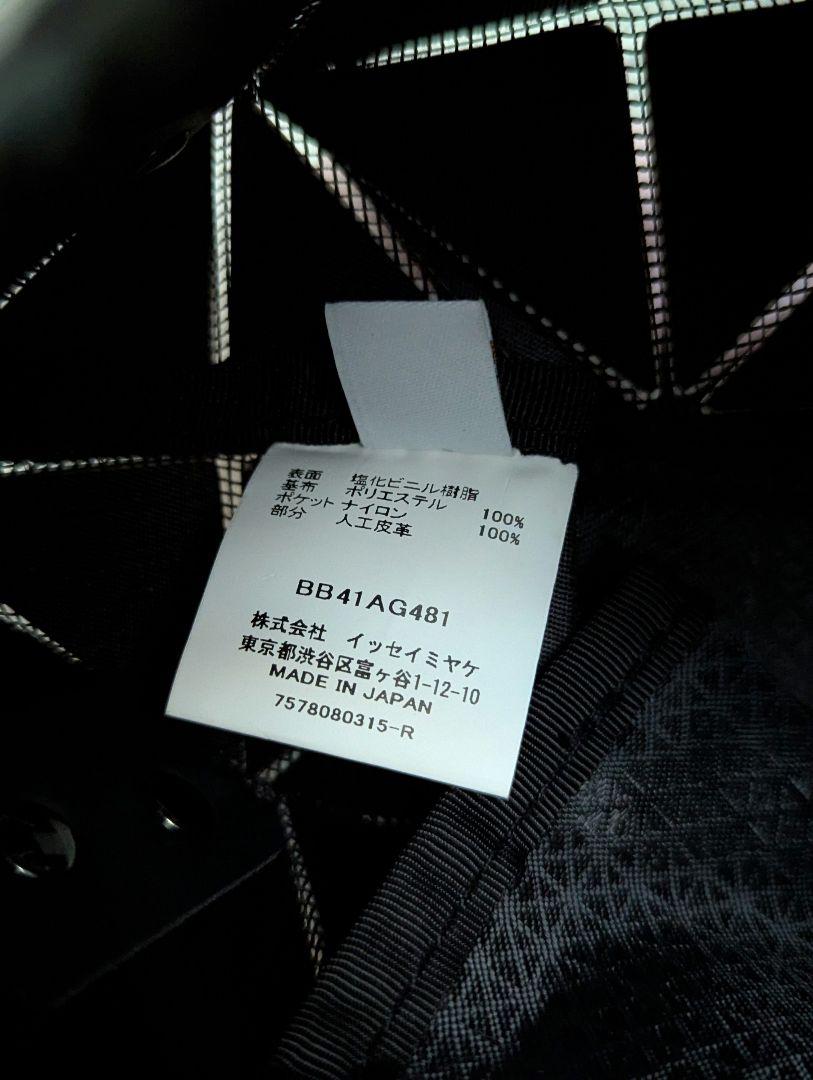 表面 塩化ビニル樹脂
基布 ポリエステル 100%
ポケット ナイロン 100%
部分 人工皮革
BB41AG481
株式会社 イッセイミヤケ
東京都渋谷区富ヶ谷1-12-10
MADE IN JAPAN
7578080315-R